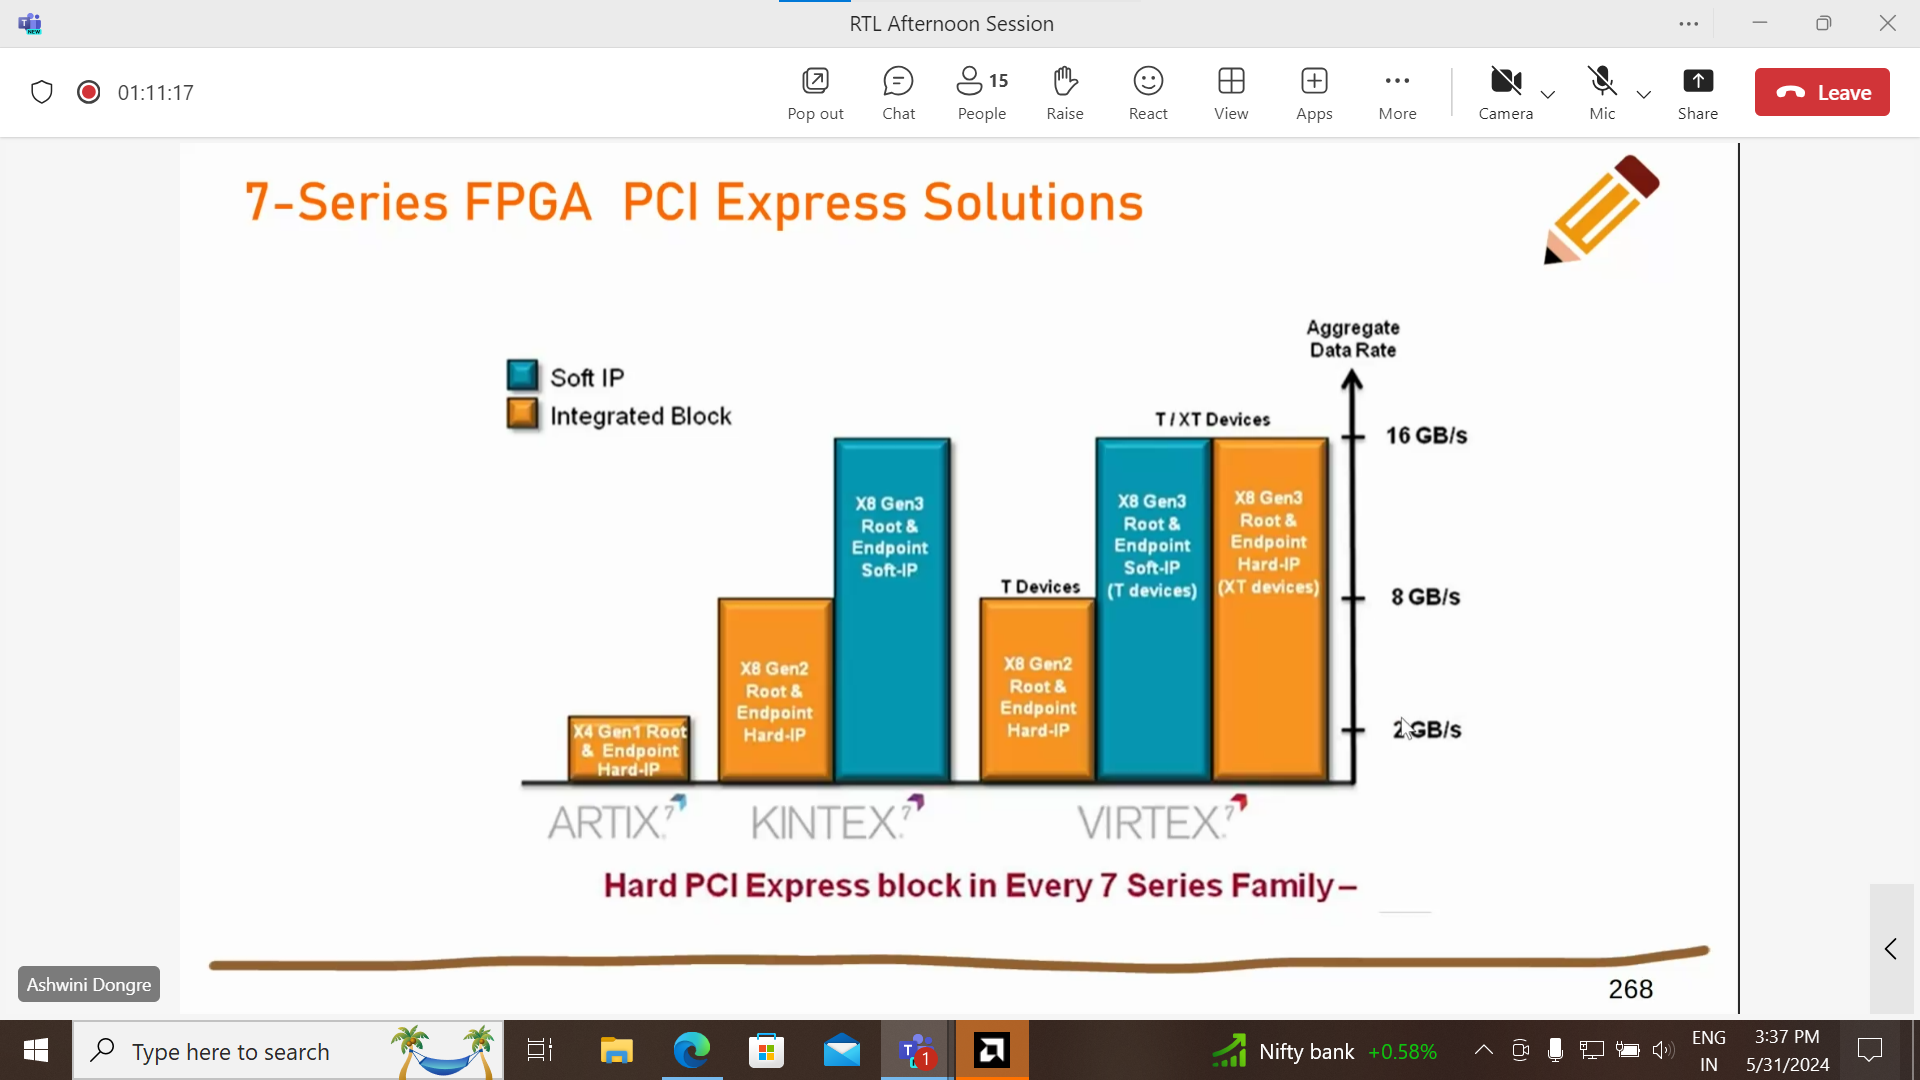 RTL Afternoon Session
NEW
01:11:17
Pop out
Chat
15
People
Raise
React
View
Apps
More
Camera
Mic
Share
Leave
7-Series FPGA PCI Express Solutions
Soft IP
Integrated Block
Aggregate
Data Rate
16 GB/s
8 GB/s
2 GB/s
X4 Gen1 Root
& Endpoint
Hard-IP
X8 Gen2
Root &
Endpoint
Hard-IP
X8 Gen3
Root &
Endpoint
Soft-IP
T Devices
X8 Gen2
Root &
Endpoint
Hard-IP
T / XT Devices
X8 Gen3
Root &
Endpoint
Soft-IP
(T devices)
X8 Gen3
Root &
Endpoint
Hard-IP
(XT devices)
ARTIX.7
KINTEX.7
VIRTEX.7
Hard PCI Express block in Every 7 Series Family –
268
Ashwini Dongre
Type here to search
1
Nifty bank +0.58%
ENG
IN
3:37 PM
5/31/2024